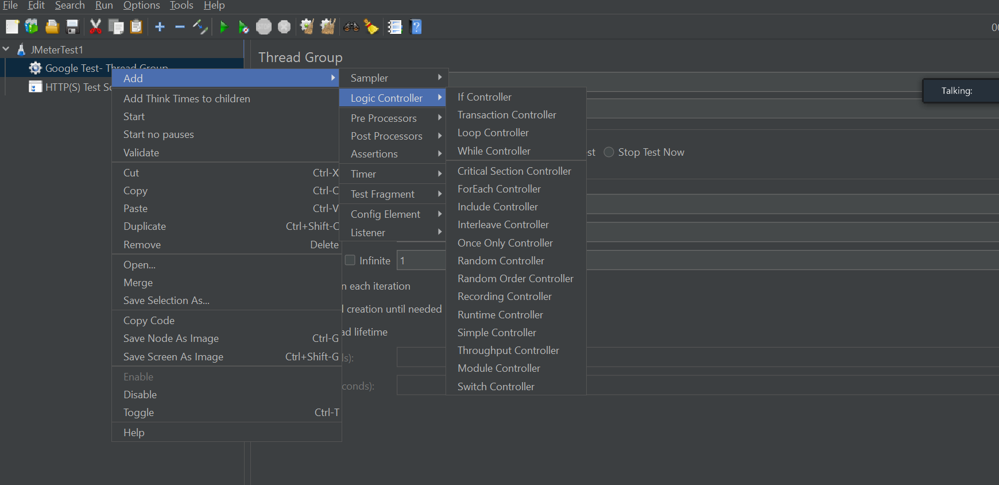 File Edit Search Run Options Tools Help
STOP
JMeterTest1
Thread Group
Google Test- Thread Group
HTTP(S) Test
Add
Add Think Times to children
Start
Start no pauses
Validate
Cut Ctrl-X
Copy Ctrl-C
Paste Ctrl-V
Duplicate Ctrl+Shift-C
Remove Delete
Open...
Merge
Save Selection As...
Copy Code
Save Node As Image Ctrl-G
Save Screen As Image Ctrl+Shift-G
Enable
Disable
Toggle Ctrl-T
Help
Sampler
Logic Controller
Pre Processors
Post Processors
Assertions
Timer
Test Fragment
Config Element
Listener
If Controller
Transaction Controller
Loop Controller
While Controller
Critical Section Controller
ForEach Controller
Include Controller
Interleave Controller
Once Only Controller
Random Controller
Random Order Controller
Recording Controller
Runtime Controller
Simple Controller
Throughput Controller
Module Controller
Switch Controller
Talking:
Stop Test Now
Infinite 1
each iteration
creation until needed
lifetime